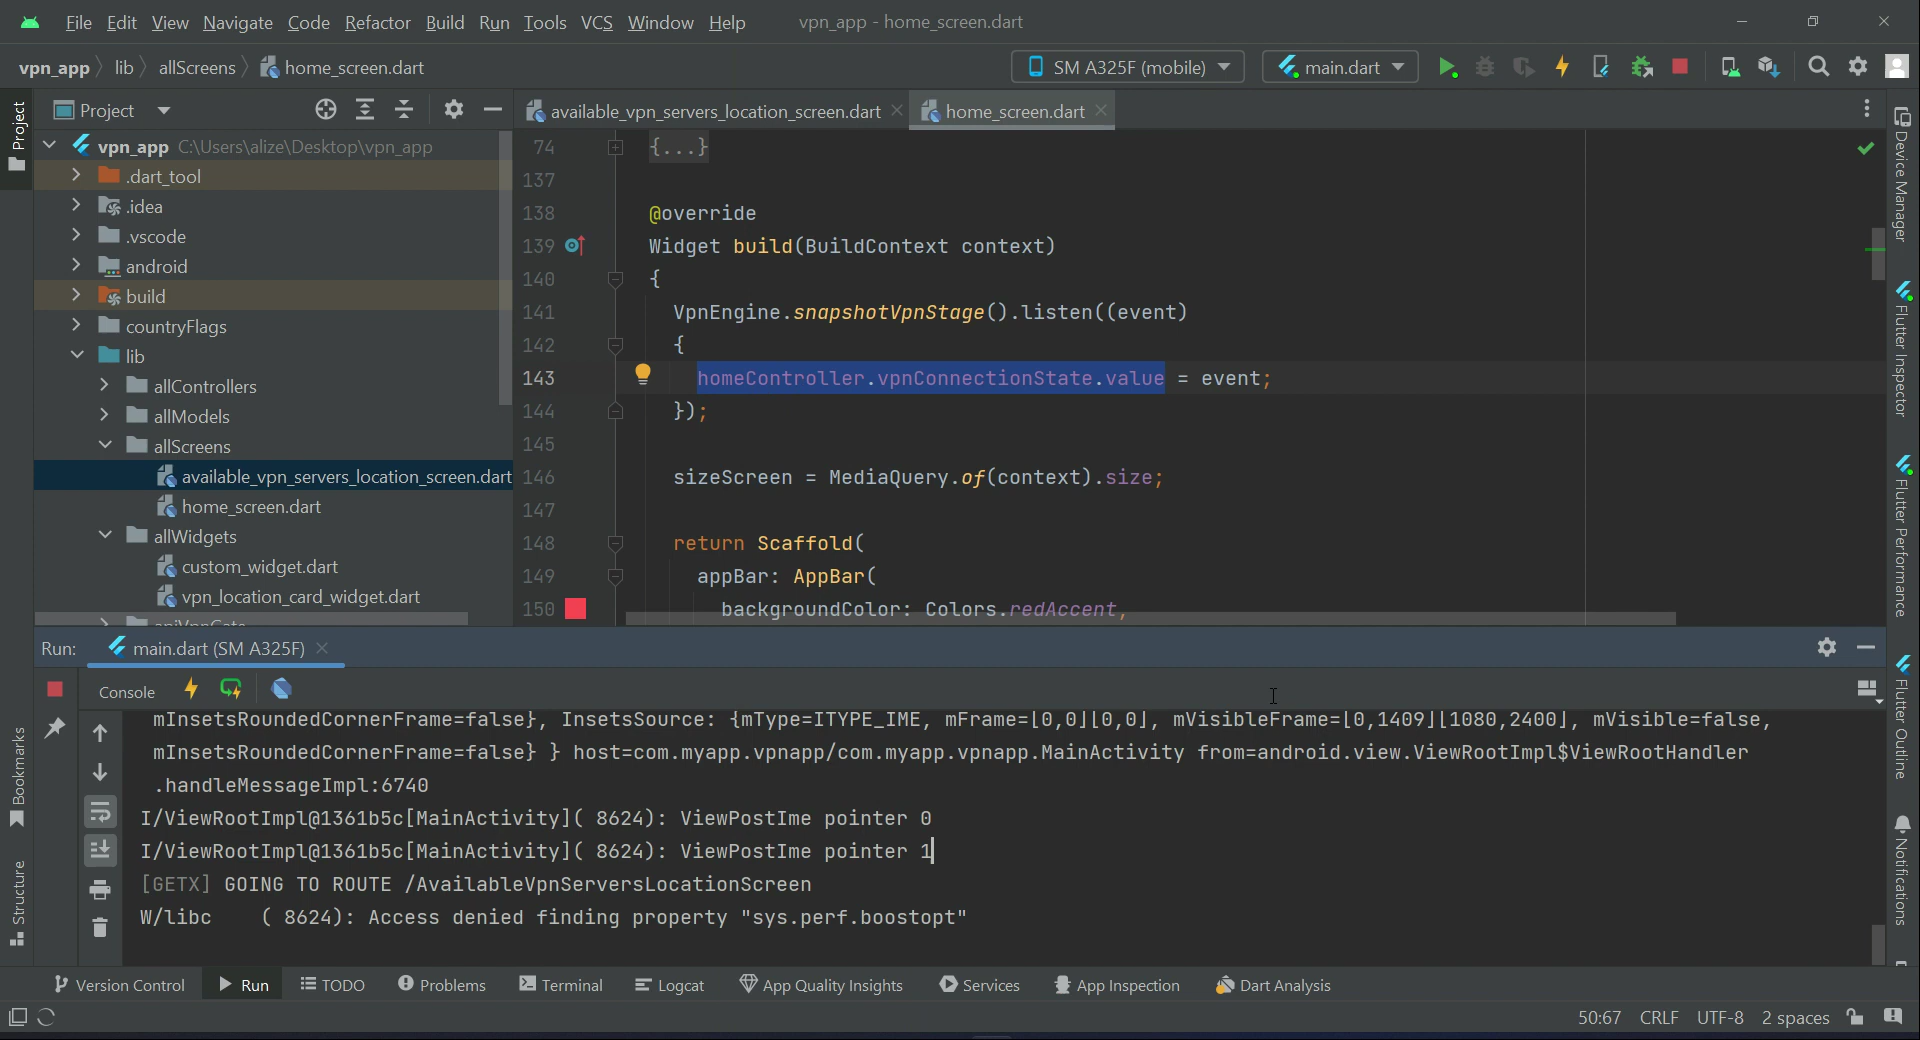 File Edit View Navigate Code Refactor Build Run Tools VCS Window Help vpn_app - home_screen.dart
vpn_app lib allScreens home_screen.dart SM A325F (mobile) main.dart
Project
Project
available_vpn_servers_location_screen.dart home_screen.dart
vpn_app C:\Users\alize\Desktop\vpn_app
.dart_tool
.idea
.vscode
android
build
countryFlags
lib
allControllers
allModels
allScreens
available_vpn_servers_location_screen.dart
home_screen.dart
allWidgets
custom_widget.dart
vpn_location_card_widget.dart
apiVpnGate
74 {...}
137
138 @override
139 Widget build(BuildContext context)
140 {
141 VpnEngine.snapshotVpnStage().listen((event)
142 {
143 homeController.vpnConnectionState.value = event;
144 });
145
146 sizeScreen = MediaQuery.of(context).size;
147
148 return Scaffold(
149 appBar: AppBar(
150 backgroundColor: Colors.redAccent,
Device Manager
Flutter Inspector
Flutter Performance
Flutter Outline
Notifications
Bookmarks
Structure
Run: main.dart (SM A325F)
Console
mInsetsRoundedCornerFrame=false}, InsetsSource: {mType=ITYPE_IME, mFrame=[0,0][0,0], mVisibleFrame=[0,1409][1080,2400], mVisible=false,
mInsetsRoundedCornerFrame=false} } host=com.myapp.vpnapp/com.myapp.vpnapp.MainActivity from=android.view.ViewRootImpl$ViewRootHandler
.handleMessageImpl:6740
I/ViewRootImpl@1361b5c[MainActivity]( 8624): ViewPostIme pointer 0
I/ViewRootImpl@1361b5c[MainActivity]( 8624): ViewPostIme pointer 1
[GETX] GOING TO ROUTE /AvailableVpnServersLocationScreen
W/libc ( 8624): Access denied finding property "sys.perf.boostopt"
Version Control Run TODO Problems Terminal Logcat App Quality Insights Services App Inspection Dart Analysis
50:67 CRLF UTF-8 2 spaces